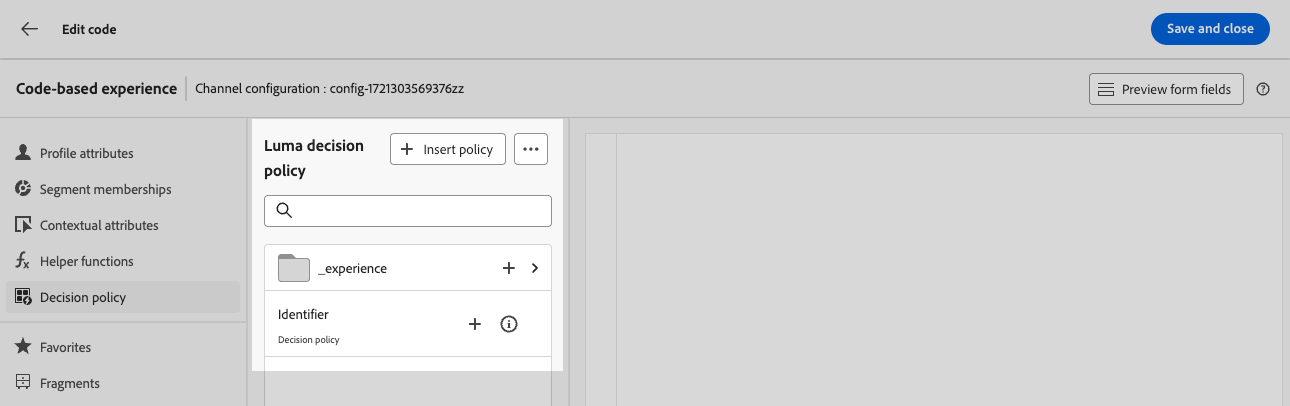 Edit code
Save and close
Code-based experience
Channel configuration : config-1721303569376zz
Preview form fields
Profile attributes
Segment memberships
Contextual attributes
Helper functions
Decision policy
Favorites
Fragments
Luma decision
policy
Insert policy
_experience
Identifier
Decision policy